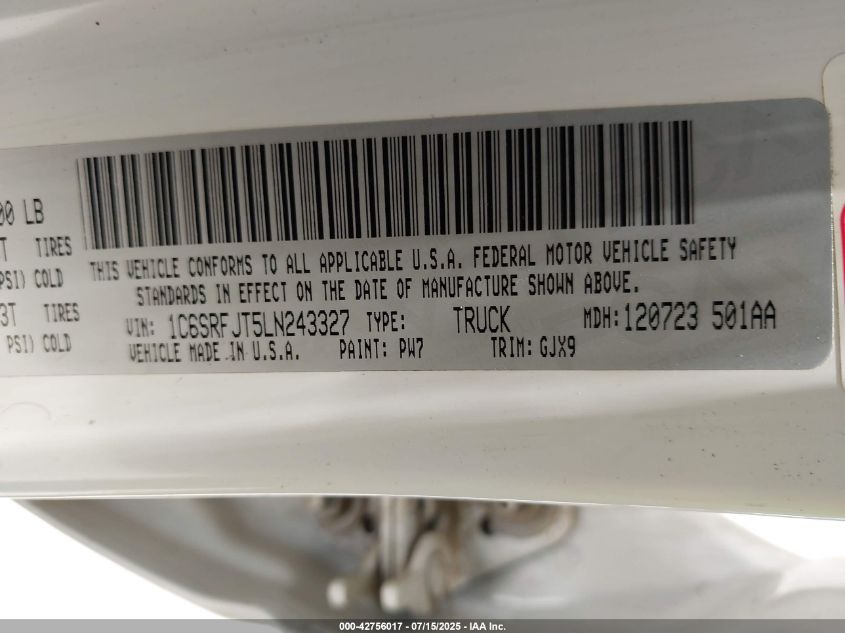 00 LB
T TIRES
PSI) COLD
3T TIRES
PSI) COLD
THIS VEHICLE CONFORMS TO ALL APPLICABLE U.S.A. FEDERAL MOTOR VEHICLE SAFETY
STANDARDS IN EFFECT ON THE DATE OF MANUFACTURE SHOWN ABOVE.
VIN: 1C6SRFJT5LN243327 TYPE: TRUCK MDH: 120723 501AA
VEHICLE MADE IN U.S.A. PAINT: PW7 TRIM: GJX9
000-42756017 - 07/15/2025 - IAA Inc.